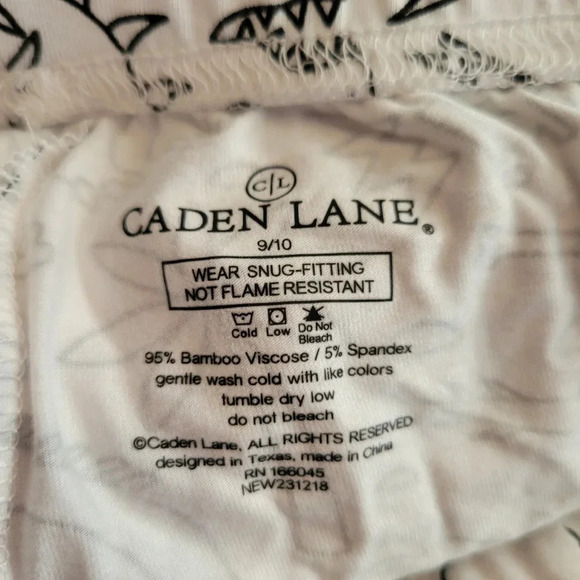 C|L
CADEN LANE®
9/10
WEAR SNUG-FITTING
NOT FLAME RESISTANT
Cold Low Do Not
Bleach
95% Bamboo Viscose / 5% Spandex
gentle wash cold with like colors
tumble dry low
do not bleach
©Caden Lane, ALL RIGHTS RESERVED
designed in Texas, made in China
RN 166045
NEW231218